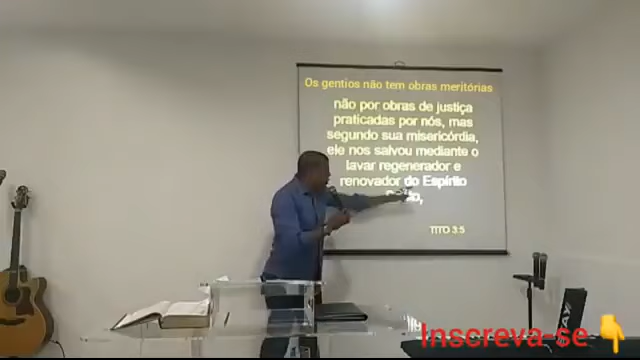 Os gentios não tem obras meritórias
não por obras de justiça
praticadas por nós, mas
segundo sua misericórdia,
ele nos salvou mediante o
lavar regenerador e
renovador do Espírito
TITO 3:5
Inscreva-se